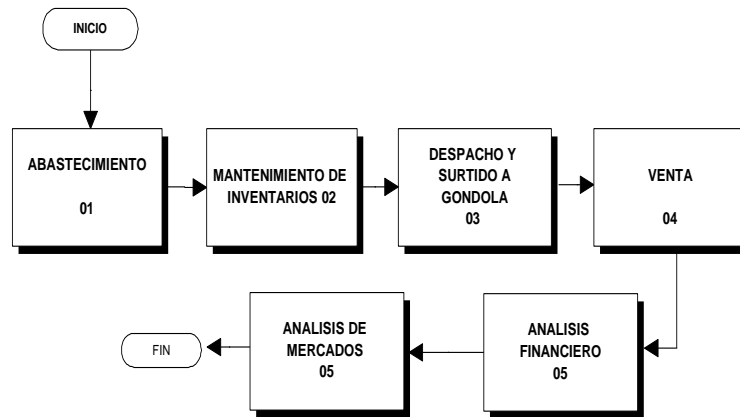 INICIO
ABASTECIMIENTO
01
MANTENIMIENTO DE
INVENTARIOS 02
DESPACHO Y
SURTIDO A
GONDOLA
03
VENTA
04
ANALISIS
FINANCIERO
05
ANALISIS DE
MERCADOS
05
FIN